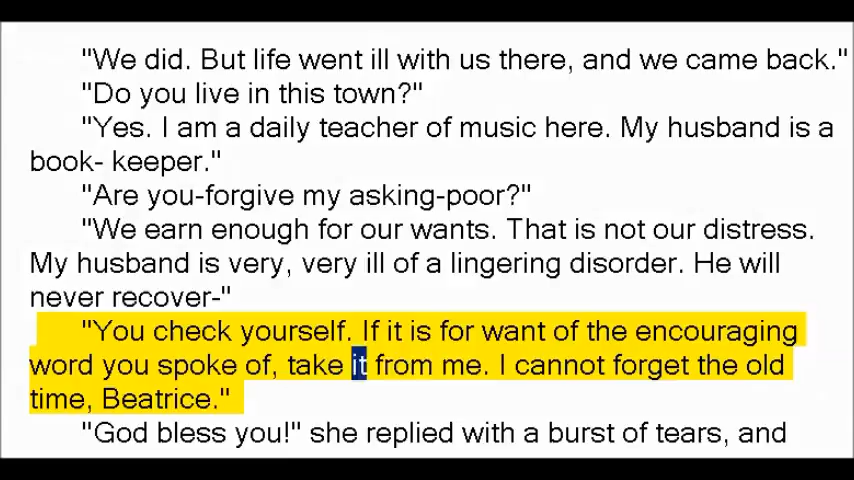 "We did. But life went ill with us there, and we came back."
"Do you live in this town?"
"Yes. I am a daily teacher of music here. My husband is a
book- keeper."
"Are you-forgive my asking-poor?"
"We earn enough for our wants. That is not our distress.
My husband is very, very ill of a lingering disorder. He will
never recover-"
"You check yourself. If it is for want of the encouraging
word you spoke of, take it from me. I cannot forget the old
time, Beatrice."
"God bless you!" she replied with a burst of tears, and